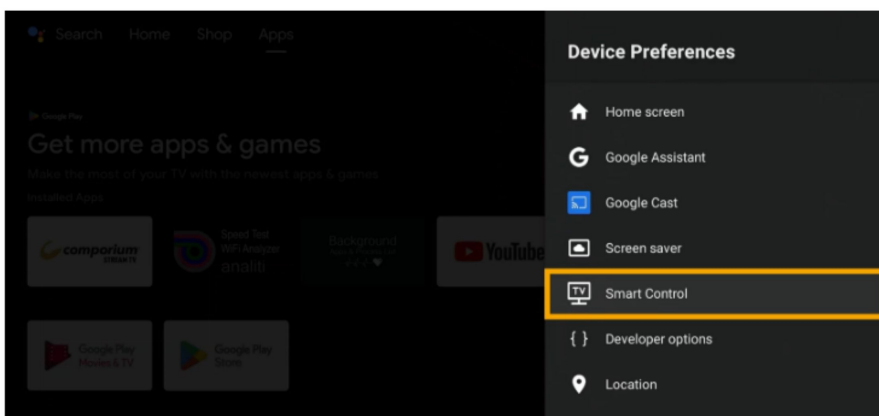 Search Home Shop Apps
Google Play
Get more apps & games
Make the most of your TV with the newest apps & games
Installed Apps
comporium
STREAM TV
Speed Test
WiFi Analyzer
analiti
Background
YouTube
Google Play
Movies & TV
Google Play
Store
Device Preferences
Home screen
Google Assistant
Google Cast
Screen saver
TV
Smart Control
{ } Developer options
Location